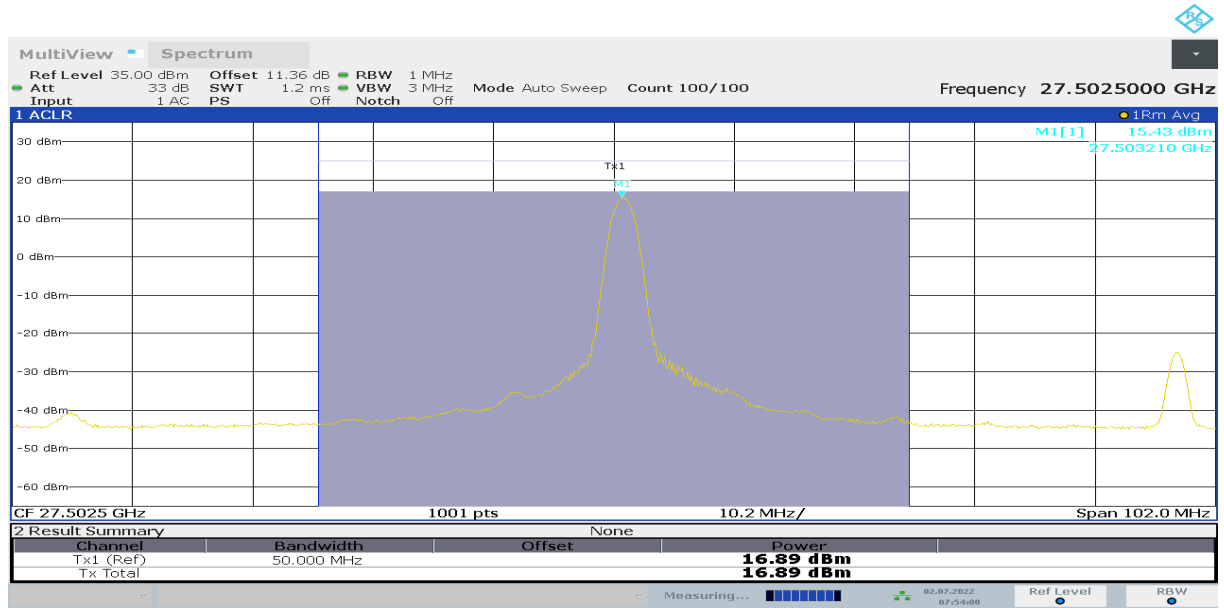 R&S
MultiView Spectrum
Ref Level 35.00 dBm Offset 11.36 dB RBW 1 MHz
Att 33 dB SWT 1.2 ms VBW 3 MHz Mode Auto Sweep Count 100/100 Frequency 27.5025000 GHz
Input 1 AC PS Off Notch Off
1 ACLR 1Rm Avg
M1[1] 15.43 dBm
27.503210 GHz
30 dBm
Tx1
20 dBm
M1
10 dBm
0 dBm
-10 dBm
-20 dBm
-30 dBm
-40 dBm
-50 dBm
-60 dBm
CF 27.5025 GHz 1001 pts 10.2 MHz/ Span 102.0 MHz
2 Result Summary None
Channel Bandwidth Offset Power
Tx1 (Ref) 50.000 MHz 16.89 dBm
Tx Total 16.89 dBm
Measuring... 02.07.2022 Ref Level RBW
07:54:00